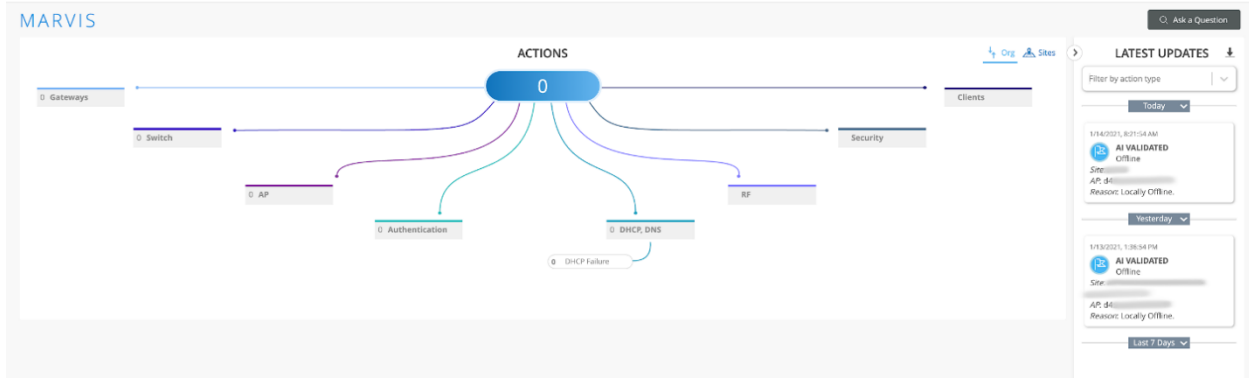 MARVIS
Ask a Question
ACTIONS
Org
Sites
0
0 Gateways
Clients
0 Switch
Security
0 AP
RF
0 Authentication
0 DHCP, DNS
0 DHCP Failure
LATEST UPDATES
Filter by action type
Today
1/14/2021, 8:21:54 AM
AI VALIDATED
Offline
Site
AP: d4
Reason: Locally Offline.
Yesterday
1/13/2021, 1:36:54 PM
AI VALIDATED
Offline
Site
AP: d4
Reason: Locally Offline.
Last 7 Days